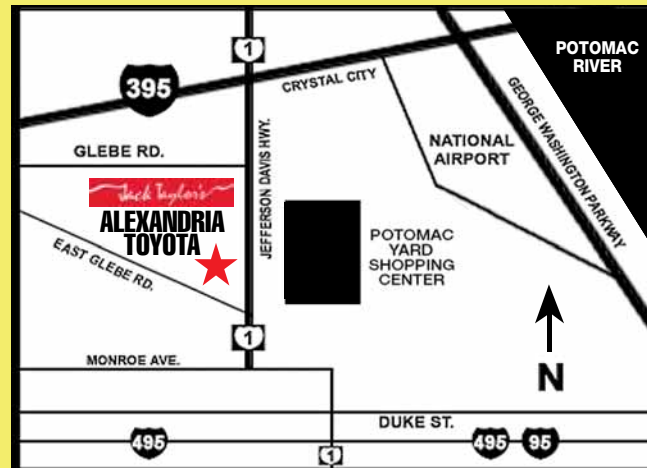 1
POTOMAC
RIVER
395
CRYSTAL CITY
GEORGE WASHINGTON PARKWAY
GLEBE RD.
JEFFERSON DAVIS HWY.
NATIONAL
AIRPORT
Jack Taylor's
ALEXANDRIA
TOYOTA
EAST GLEBE RD.
POTOMAC
YARD
SHOPPING
CENTER
1
MONROE AVE.
N
DUKE ST.
495
495
95
1